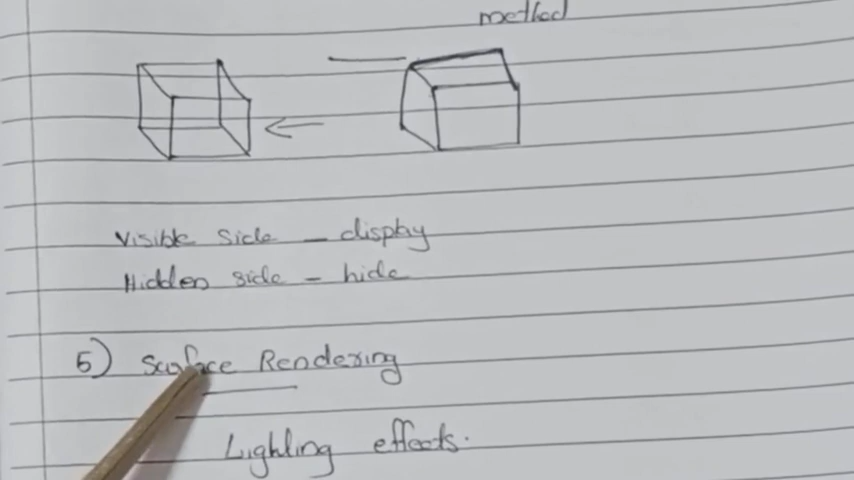 method
Visible side - display
Hidden side - hide
5) Surface Rendering
Lighting effects.